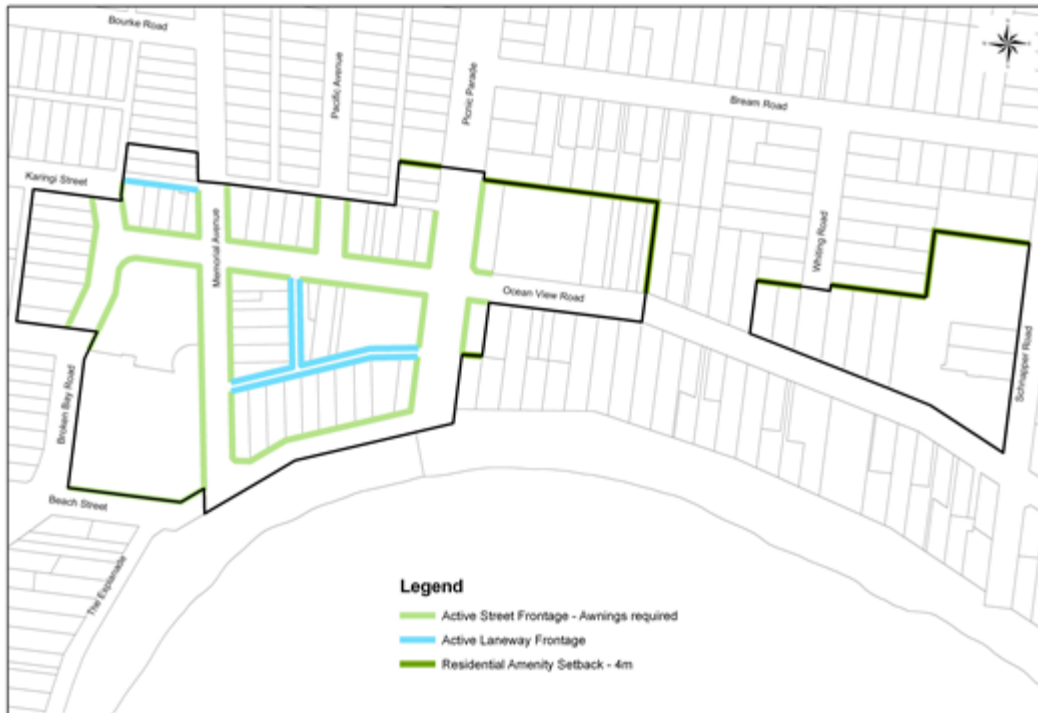 Bourke Road
Pacific Avenue
Picnic Parade
Bream Road
Karingi Street
Memorial Avenue
Whiting Road
Ocean View Road
Schnapper Road
Broken Bay Road
Beach Street
The Esplanade
Legend
Active Street Frontage - Awnings required
Active Laneway Frontage
Residential Amenity Setback - 4m